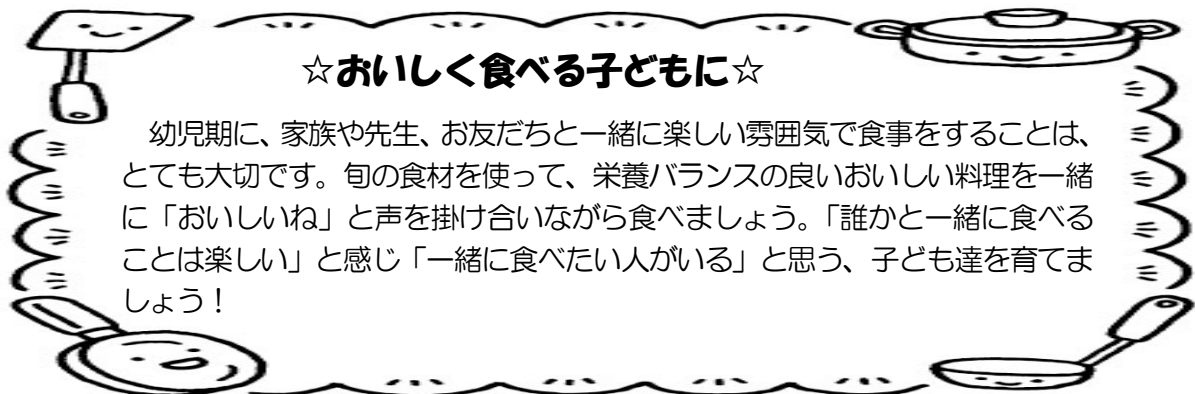 ☆おいしく食べる子どもに☆
　幼児期に、家族や先生、お友だちと一緒に楽しい雰囲気で食事をすることは、
とても大切です。旬の食材を使って、栄養バランスの良いおいしい料理を一緒
に「おいしいね」と声を掛け合いながら食べましょう。「誰かと一緒に食べる
ことは楽しい」と感じ「一緒に食べたい人がいる」と思う、子ども達を育てま
しょう！